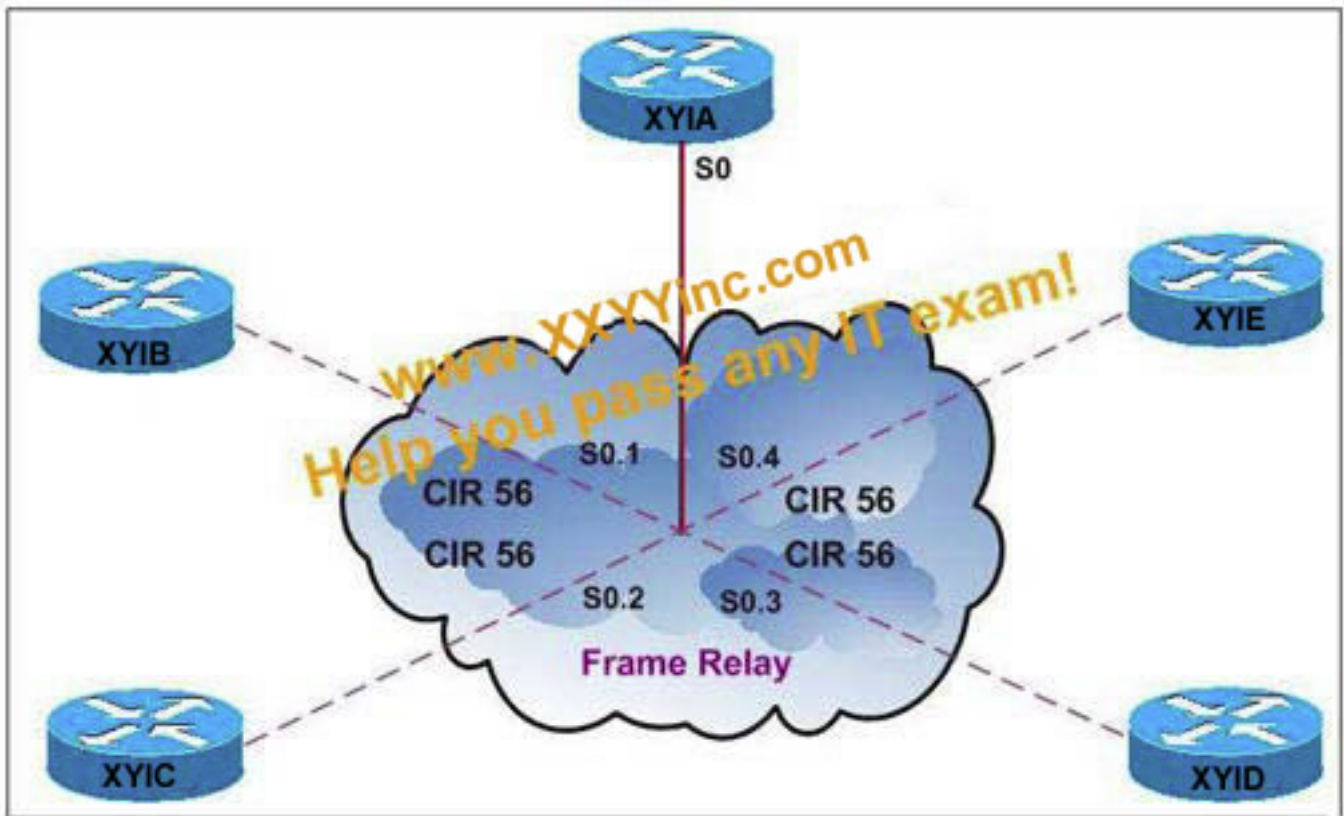 XYIA
S0
www.XXYYinc.com
Help you pass any IT exam!
XYIB
XYIE
S0.1
S0.4
CIR 56
CIR 56
CIR 56
CIR 56
S0.2
S0.3
Frame Relay
XYIC
XYID